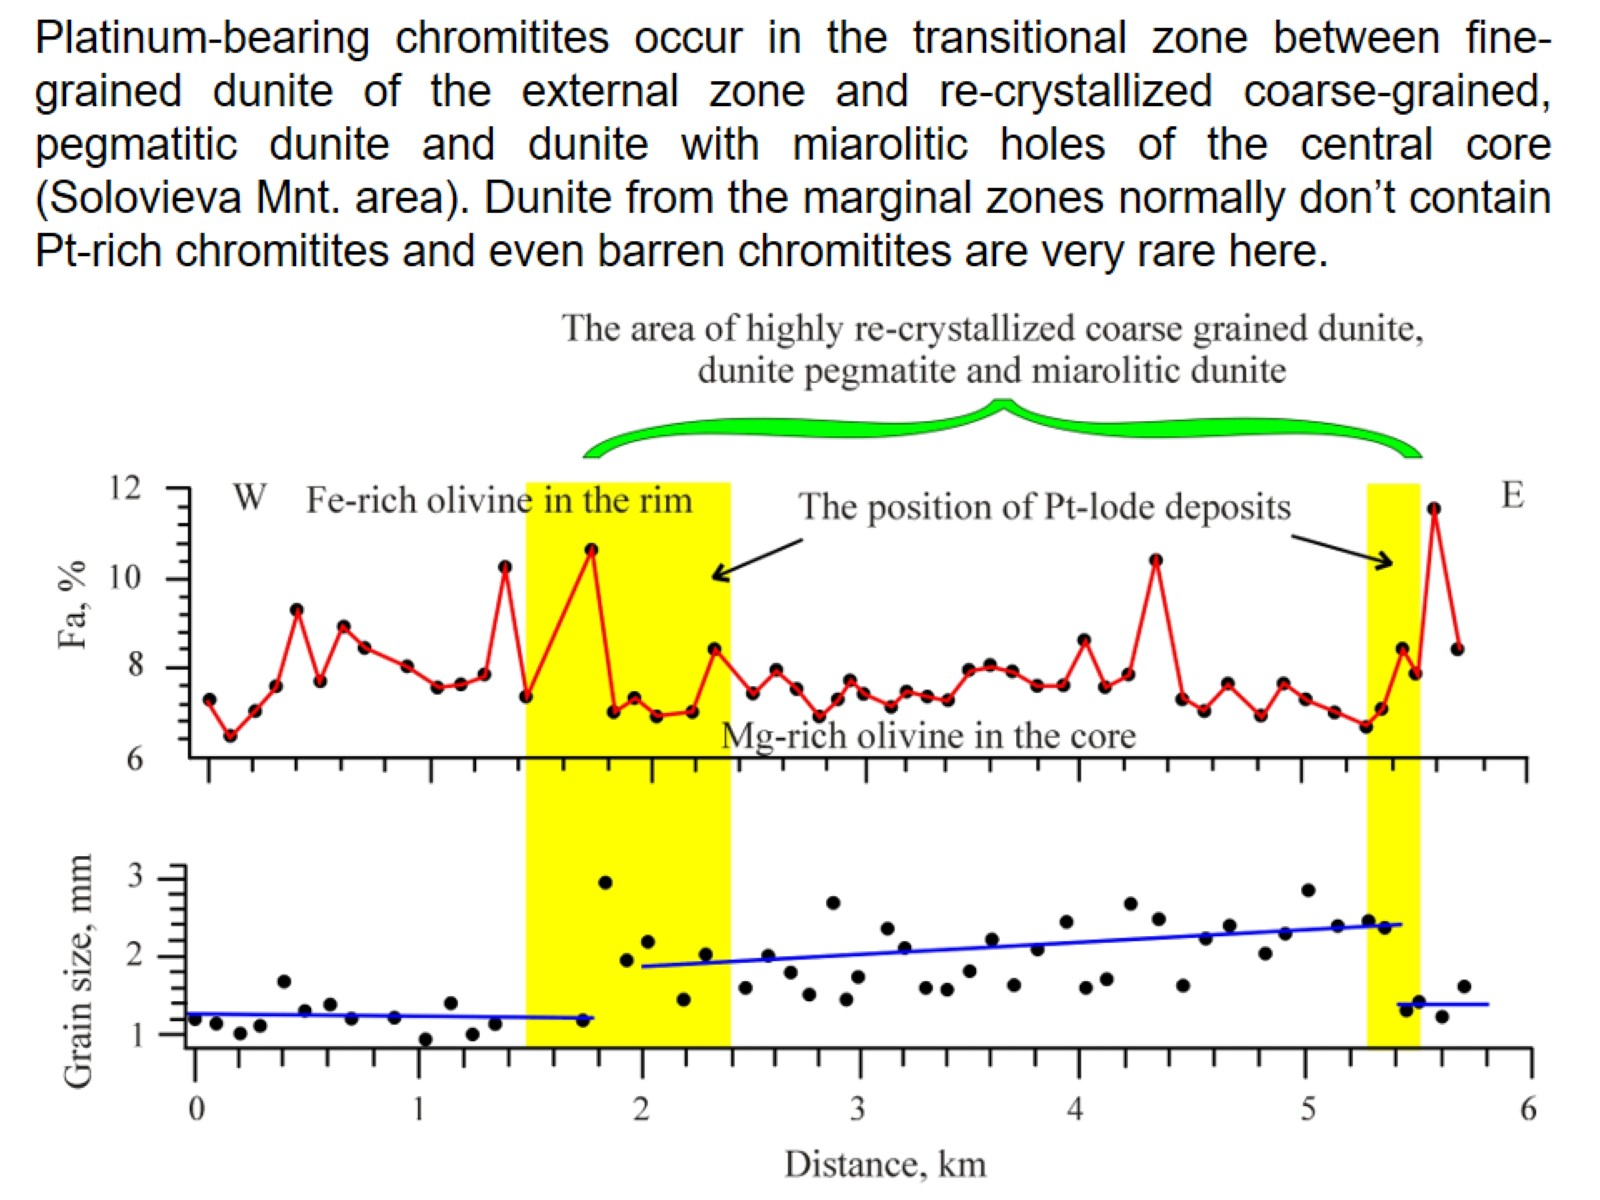 Platinum-bearing chromitites occur in the transitional zone between fine-
grained dunite of the external zone and re-crystallized coarse-grained,
pegmatitic dunite and dunite with miarolitic holes of the central core
(Solovieva Mnt. area). Dunite from the marginal zones normally don’t contain
Pt-rich chromitites and even barren chromitites are very rare here.
The area of highly re-crystallized coarse grained dunite,
dunite pegmatite and miarolitic dunite
12
W
Fe-rich olivine in the rim
The position of Pt-lode deposits
E
10
Fa, %
8
Mg-rich olivine in the core
6
3
Grain size, mm
2
1
0 1 2 3 4 5 6
Distance, km